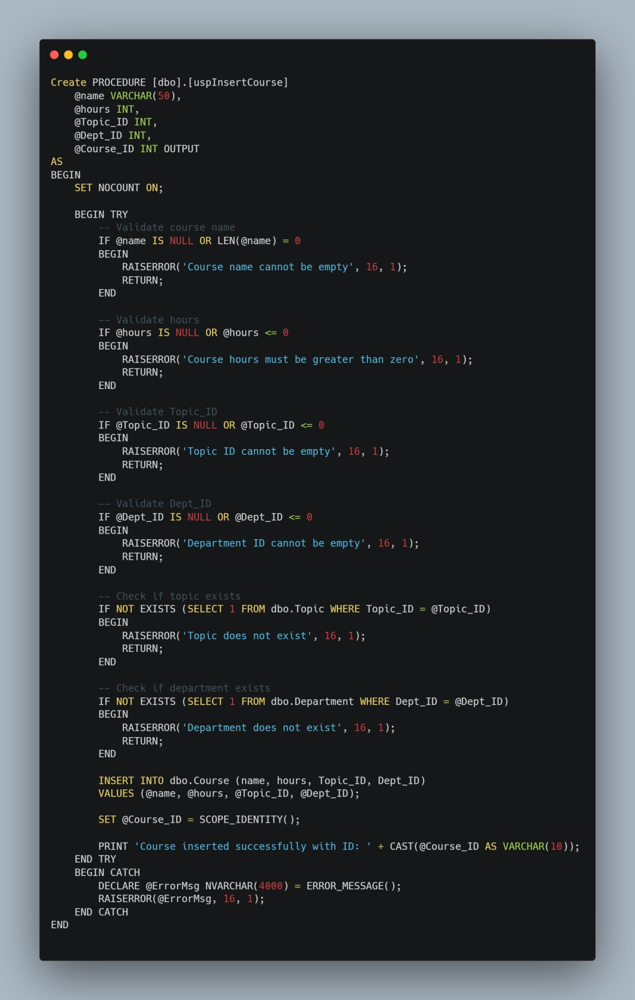 Create PROCEDURE [dbo].[uspInsertCourse]
    @name VARCHAR(50),
    @hours INT,
    @Topic_ID INT,
    @Dept_ID INT,
    @Course_ID INT OUTPUT
AS
BEGIN
    SET NOCOUNT ON;

    BEGIN TRY
        -- Validate course name
        IF @name IS NULL OR LEN(@name) = 0
        BEGIN
            RAISERROR('Course name cannot be empty', 16, 1);
            RETURN;
        END

        -- Validate hours
        IF @hours IS NULL OR @hours <= 0
        BEGIN
            RAISERROR('Course hours must be greater than zero', 16, 1);
            RETURN;
        END

        -- Validate Topic_ID
        IF @Topic_ID IS NULL OR @Topic_ID <= 0
        BEGIN
            RAISERROR('Topic ID cannot be empty', 16, 1);
            RETURN;
        END

        -- Validate Dept_ID
        IF @Dept_ID IS NULL OR @Dept_ID <= 0
        BEGIN
            RAISERROR('Department ID cannot be empty', 16, 1);
            RETURN;
        END

        -- Check if topic exists
        IF NOT EXISTS (SELECT 1 FROM dbo.Topic WHERE Topic_ID = @Topic_ID)
        BEGIN
            RAISERROR('Topic does not exist', 16, 1);
            RETURN;
        END

        -- Check if department exists
        IF NOT EXISTS (SELECT 1 FROM dbo.Department WHERE Dept_ID = @Dept_ID)
        BEGIN
            RAISERROR('Department does not exist', 16, 1);
            RETURN;
        END

        INSERT INTO dbo.Course (name, hours, Topic_ID, Dept_ID)
        VALUES (@name, @hours, @Topic_ID, @Dept_ID);

        SET @Course_ID = SCOPE_IDENTITY();

        PRINT 'Course inserted successfully with ID: ' + CAST(@Course_ID AS VARCHAR(10));
    END TRY
    BEGIN CATCH
        DECLARE @ErrorMsg NVARCHAR(4000) = ERROR_MESSAGE();
        RAISERROR(@ErrorMsg, 16, 1);
    END CATCH
END